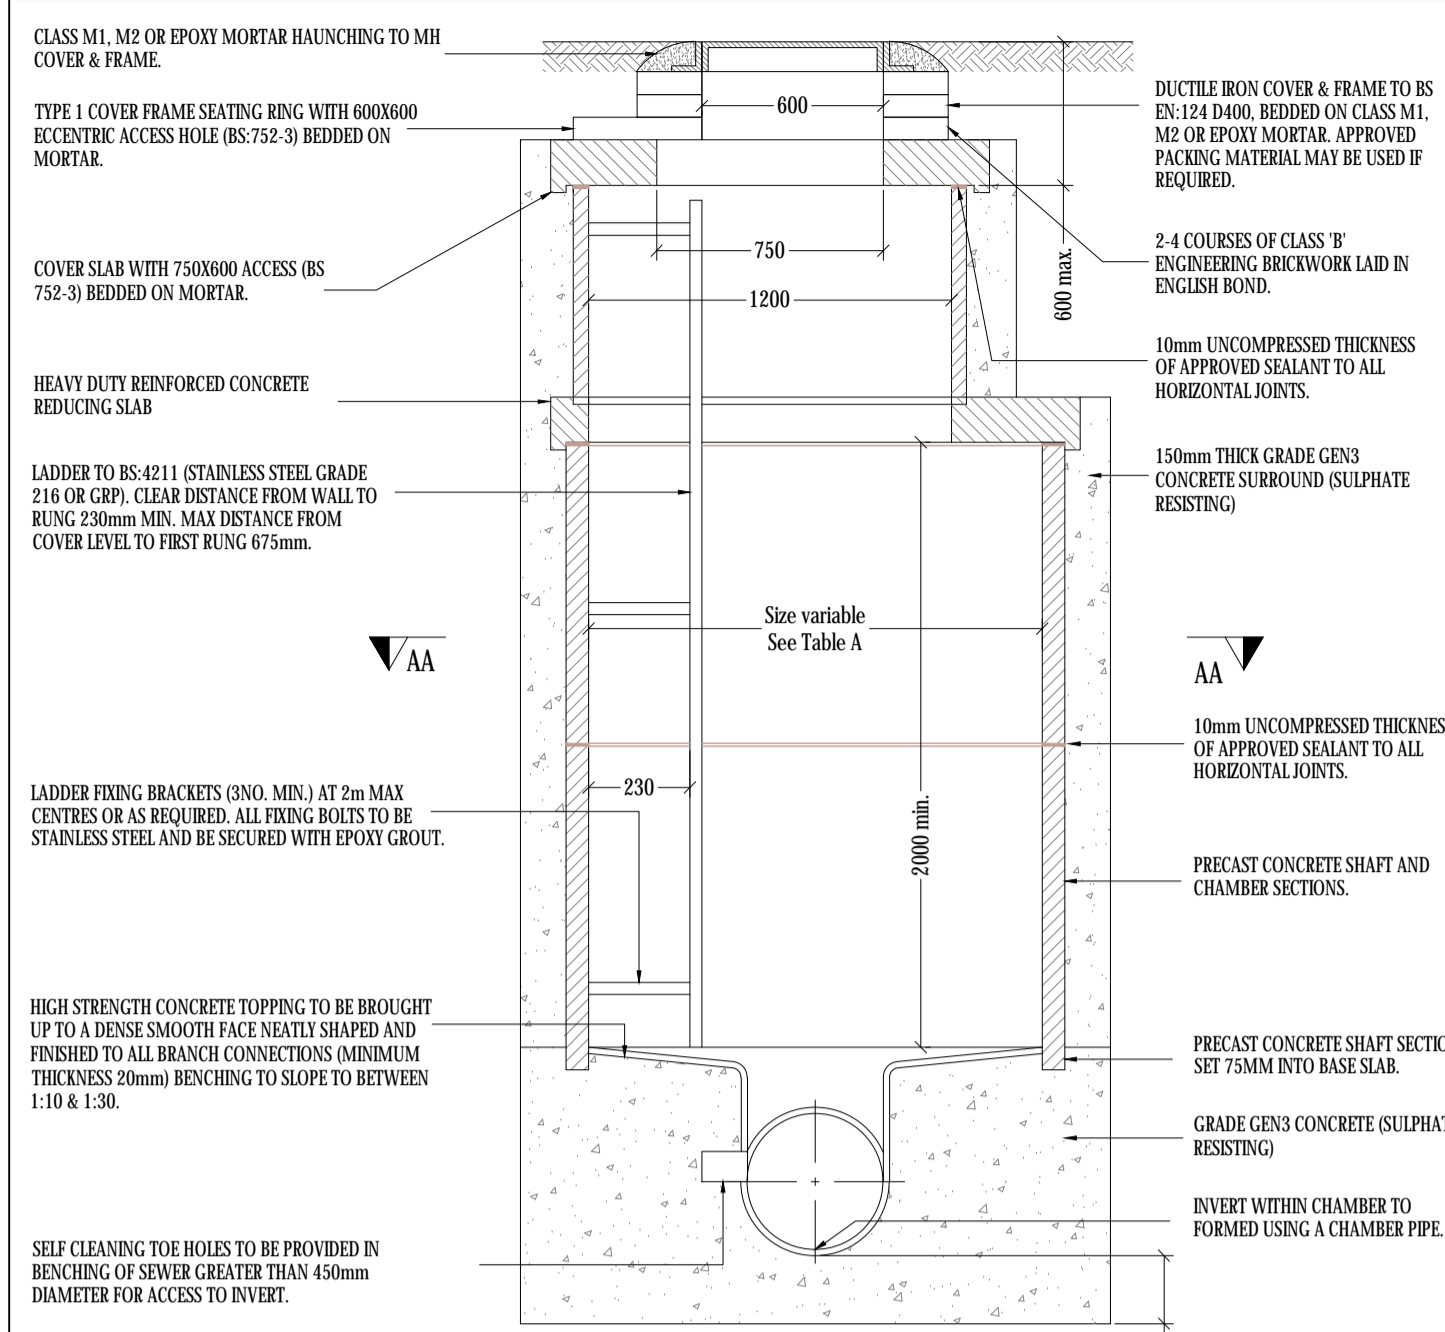 CLASS M1, M2 OR EPOXY MORTAR HAUNCHING TO MH
COVER & FRAME.
TYPE 1 COVER FRAME SEATING RING WITH 600X600
ECCENTRIC ACCESS HOLE (BS:752-3) BEDDED ON
MORTAR.
COVER SLAB WITH 750X600 ACCESS (BS
752-3) BEDDED ON MORTAR.
HEAVY DUTY REINFORCED CONCRETE
REDUCING SLAB
LADDER TO BS:4211 (STAINLESS STEEL GRADE
216 OR GRP). CLEAR DISTANCE FROM WALL TO
RUNG 230mm MIN. MAX DISTANCE FROM
COVER LEVEL TO FIRST RUNG 675mm.
AA
LADDER FIXING BRACKETS (3NO. MIN.) AT 2m MAX
CENTRES OR AS REQUIRED. ALL FIXING BOLTS TO BE
STAINLESS STEEL AND BE SECURED WITH EPOXY GROUT.
HIGH STRENGTH CONCRETE TOPPING TO BE BROUGHT
UP TO A DENSE SMOOTH FACE NEATLY SHAPED AND
FINISHED TO ALL BRANCH CONNECTIONS (MINIMUM
THICKNESS 20mm) BENCHING TO SLOPE TO BETWEEN
1:10 & 1:30.
SELF CLEANING TOE HOLES TO BE PROVIDED IN
BENCHING OF SEWER GREATER THAN 450mm
DIAMETER FOR ACCESS TO INVERT.
600
750
1200
600 max.
Size variable
See Table A
230
2000 min.
DUCTILE IRON COVER & FRAME TO BS
EN:124 D400, BEDDED ON CLASS M1,
M2 OR EPOXY MORTAR. APPROVED
PACKING MATERIAL MAY BE USED IF
REQUIRED.
2-4 COURSES OF CLASS 'B'
ENGINEERING BRICKWORK LAID IN
ENGLISH BOND.
10mm UNCOMPRESSED THICKNESS
OF APPROVED SEALANT TO ALL
HORIZONTAL JOINTS.
150mm THICK GRADE GEN3
CONCRETE SURROUND (SULPHATE
RESISTING)
AA
10mm UNCOMPRESSED THICKNES
OF APPROVED SEALANT TO ALL
HORIZONTAL JOINTS.
PRECAST CONCRETE SHAFT AND
CHAMBER SECTIONS.
PRECAST CONCRETE SHAFT SECTIO
SET 75MM INTO BASE SLAB.
GRADE GEN3 CONCRETE (SULPHAT
RESISTING)
INVERT WITHIN CHAMBER TO
FORMED USING A CHAMBER PIPE.